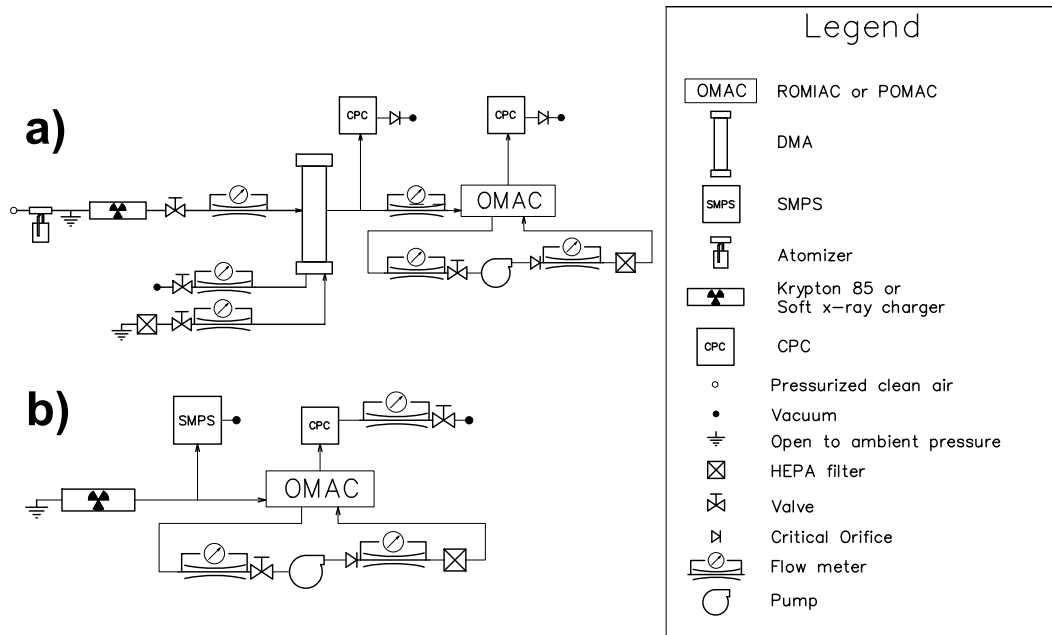 a)
CPC
CPC
OMAC
b)
SMPS
CPC
OMAC
Legend
OMAC ROMIAC or POMAC
DMA
SMPS SMPS
Atomizer
Krypton 85 or
Soft x-ray charger
CPC CPC
Pressurized clean air
Vacuum
Open to ambient pressure
HEPA filter
Valve
Critical Orifice
Flow meter
Pump